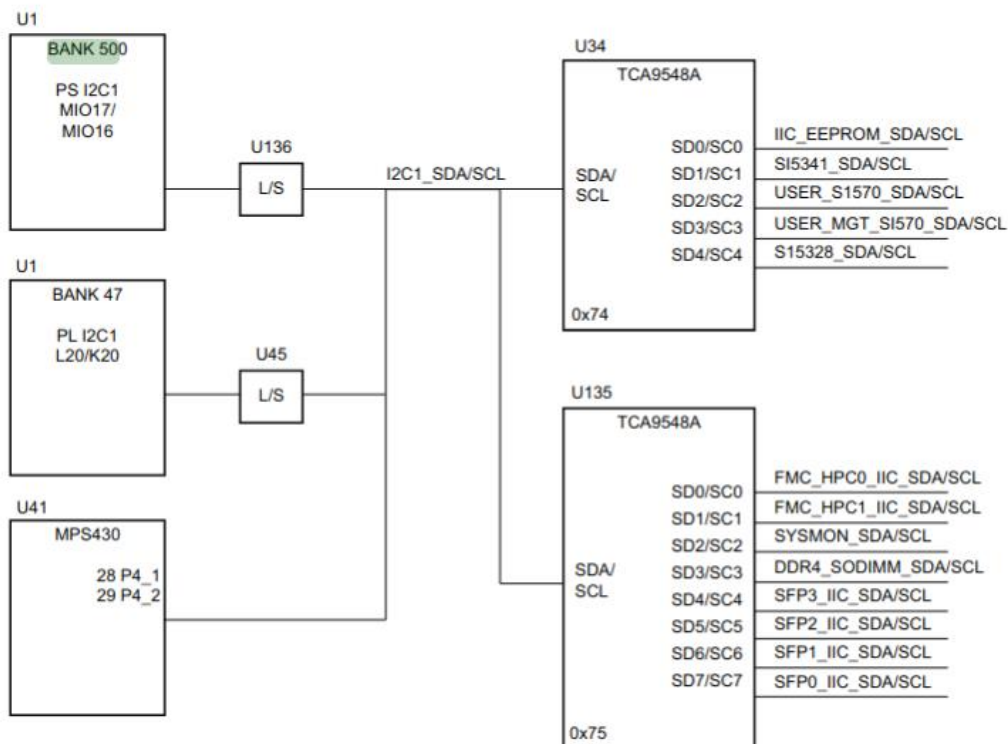 U1
BANK 500
PS I2C1
MIO17/
MIO16
U136
L/S
I2C1_SDA/SCL
U1
BANK 47
PL I2C1
L20/K20
U45
L/S
U41
MPS430
28 P4_1
29 P4_2
U34
TCA9548A
SDA/
SCL
SD0/SC0
SD1/SC1
SD2/SC2
SD3/SC3
SD4/SC4
IIC_EEPROM_SDA/SCL
SI5341_SDA/SCL
USER_S1570_SDA/SCL
USER_MGT_SI570_SDA/SCL
S15328_SDA/SCL
0x74
U135
TCA9548A
SDA/
SCL
SD0/SC0
SD1/SC1
SD2/SC2
SD3/SC3
SD4/SC4
SD5/SC5
SD6/SC6
SD7/SC7
FMC_HPC0_IIC_SDA/SCL
FMC_HPC1_IIC_SDA/SCL
SYSMON_SDA/SCL
DDR4_SODIMM_SDA/SCL
SFP3_IIC_SDA/SCL
SFP2_IIC_SDA/SCL
SFP1_IIC_SDA/SCL
SFP0_IIC_SDA/SCL
0x75